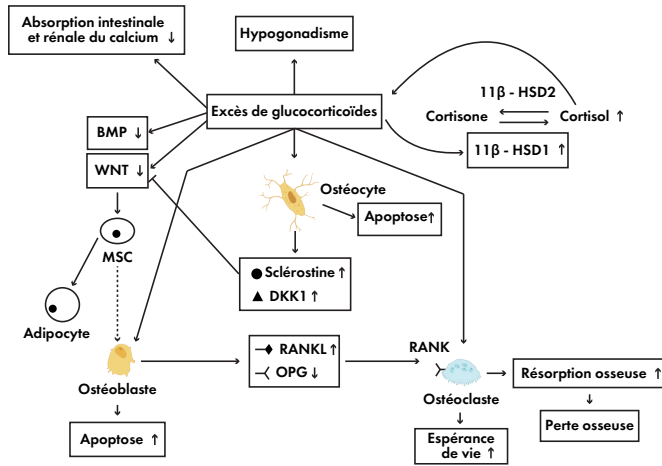 Absorption intestinale
et rénale du calcium ↓
Hypogonadisme
Excès de glucocorticoïdes
11β - HSD2
Cortisone
Cortisol ↑
11β - HSD1 ↑
BMP ↓
WNT ↓
Ostéocyte
Apoptose ↑
MSC
Sclérostine ↑
DKK1 ↑
Adipocyte
RANKL ↑
OPG ↓
RANK
Ostéoblaste
Ostéoclaste
Résorption osseuse ↑
Apoptose ↑
Espérance
de vie ↑
Perte osseuse